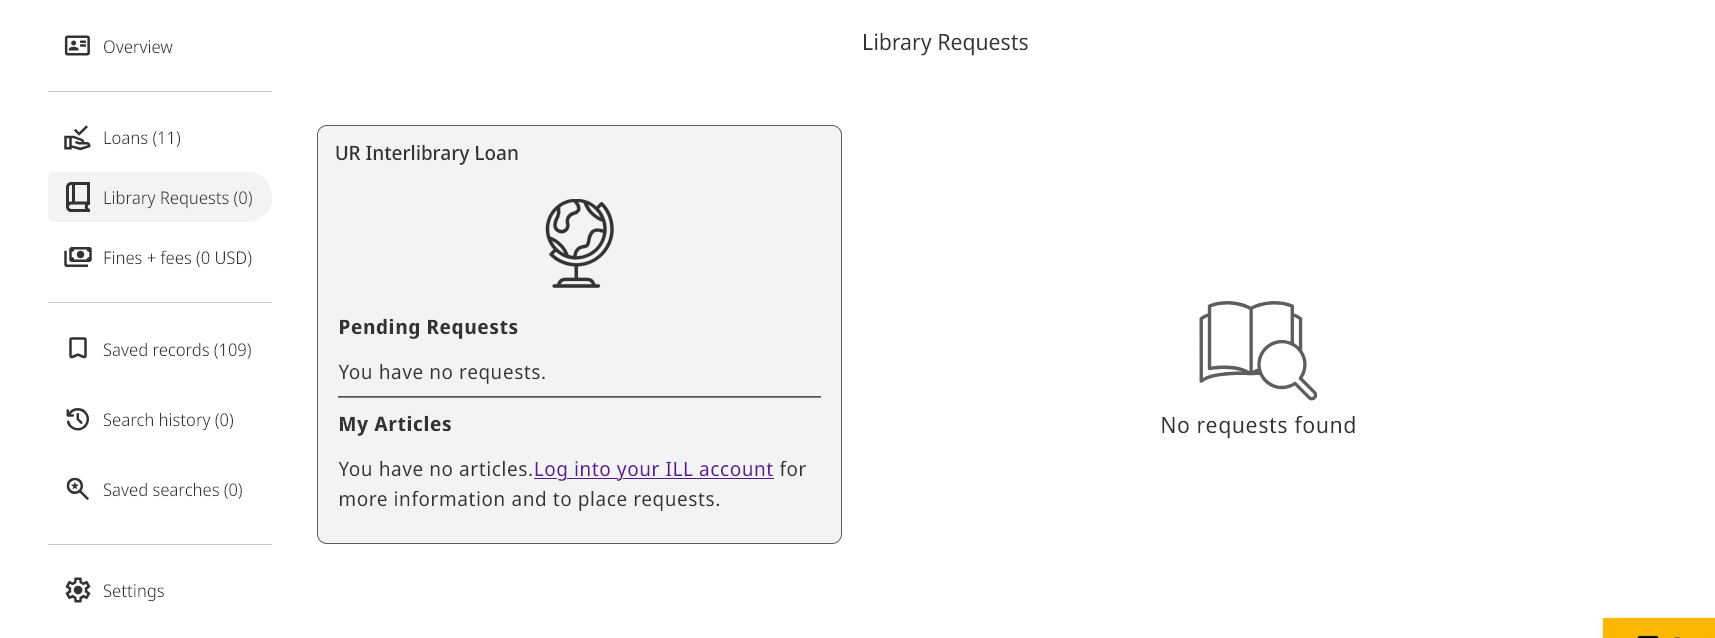 Overview
Loans (11)
Library Requests (0)
Fines + fees (0 USD)
Saved records (109)
Search history (0)
Saved searches (0)
Settings
Library Requests
UR Interlibrary Loan
Pending Requests
You have no requests.
My Articles
You have no articles.Log into your ILL account for
more information and to place requests.
No requests found